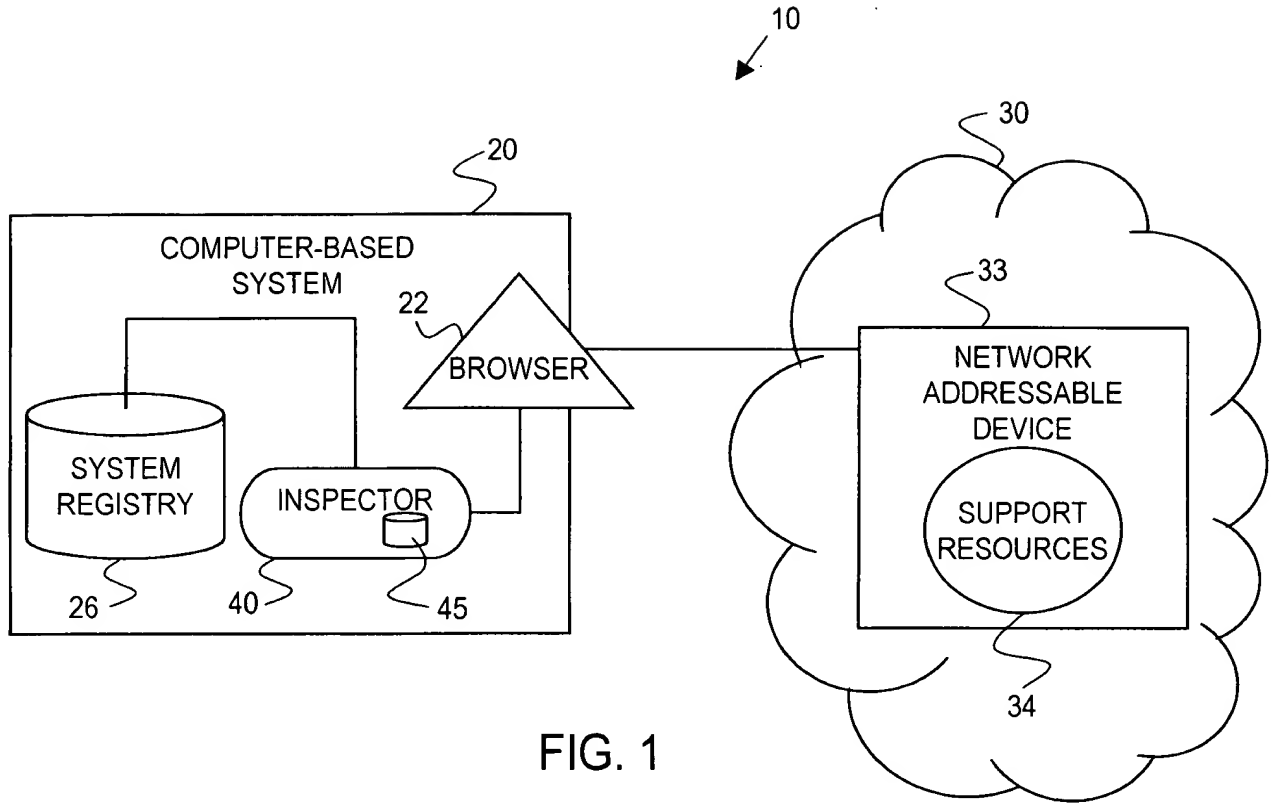 10
30
20
COMPUTER-BASED
SYSTEM
33
22
BROWSER
NETWORK
ADDRESSABLE
DEVICE
SYSTEM
REGISTRY
INSPECTOR
SUPPORT
RESOURCES
26
40
45
34
FIG. 1